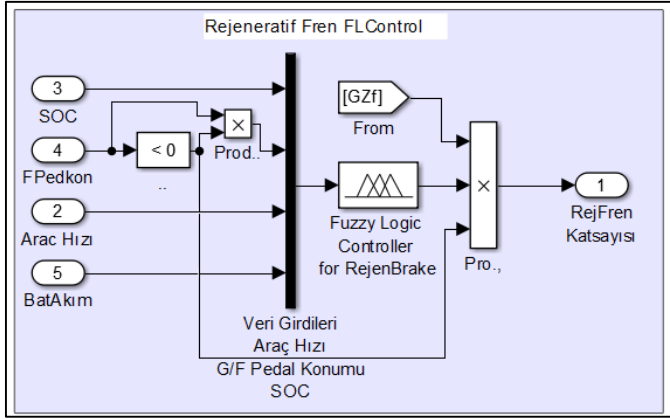 Rejeneratif Fren FLControl
3
SOC
4
FPedkon
< 0
..
×
Prod..
2
Arac Hızı
5
BatAkım
[GZf]
From
Fuzzy Logic
Controller
for RejenBrake
×
Pro.,
1
RejFren
Katsayısı
Veri Girdileri
Araç Hızı
G/F Pedal Konumu
SOC